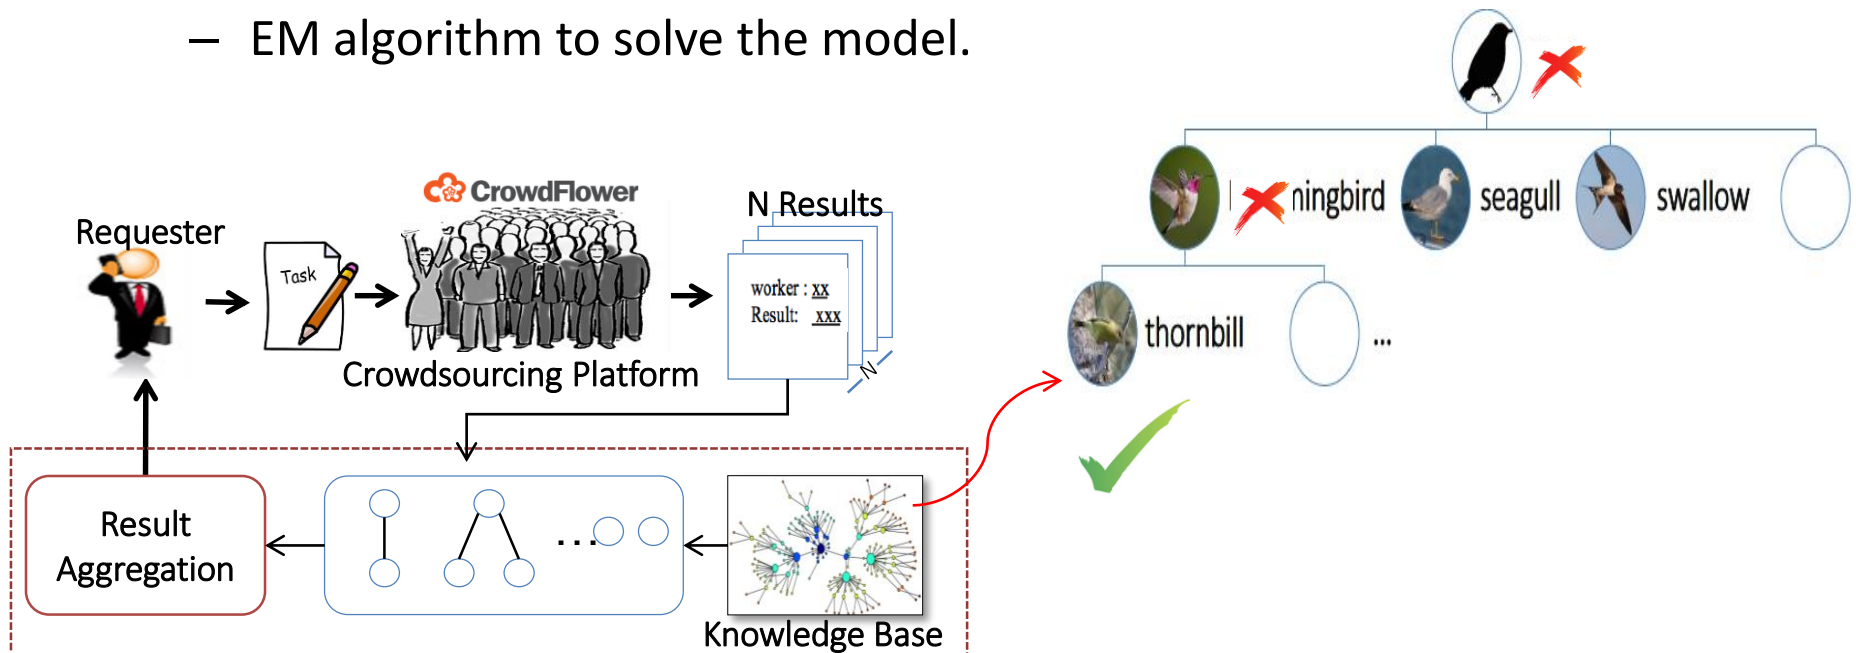 – EM algorithm to solve the model.
CrowdFlower
N Results
Requester
Task
worker : xx
Result: xxx
N
Crowdsourcing Platform
ningbird
seagull
swallow
thornbill
...
Result
Aggregation
...
Knowledge Base